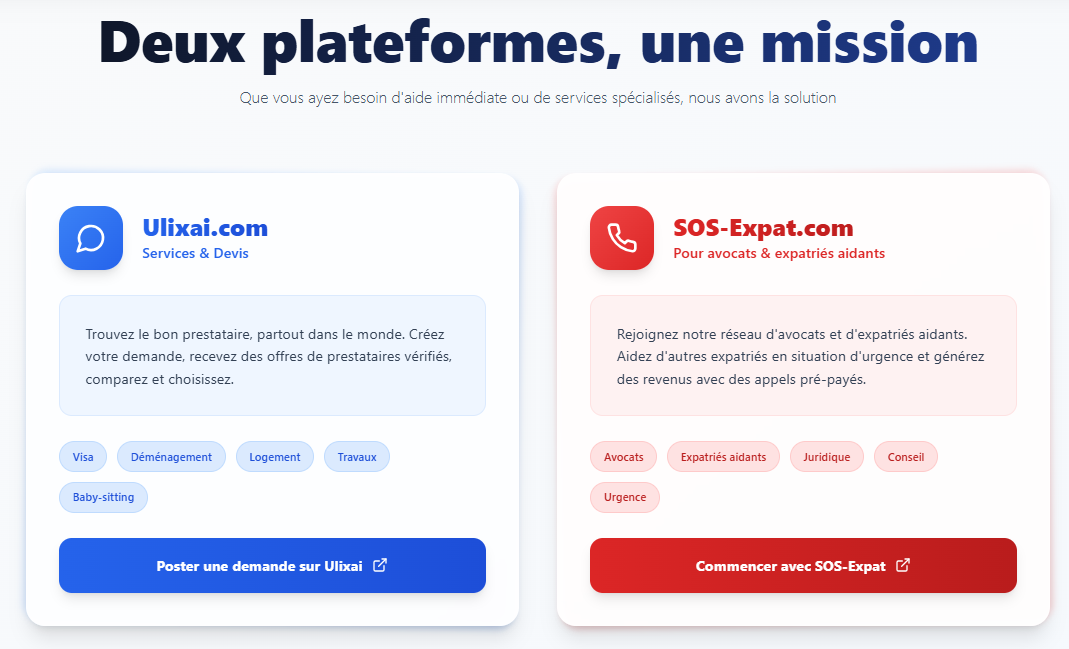 Deux plateformes, une mission
Que vous ayez besoin d'aide immédiate ou de services spécialisés, nous avons la solution
Ulixai.com
Services & Devis
Trouvez le bon prestataire, partout dans le monde. Créez
votre demande, recevez des offres de prestataires vérifiés,
comparez et choisissez.
Visa
Déménagement
Logement
Travaux
Baby-sitting
Poster une demande sur Ulixai
SOS-Expat.com
Pour avocats & expatriés aidants
Rejoignez notre réseau d'avocats et d'expatriés aidants.
Aidez d'autres expatriés en situation d'urgence et générez
des revenus avec des appels pré-payés.
Avocats
Expatriés aidants
Juridique
Conseil
Urgence
Commencer avec SOS-Expat